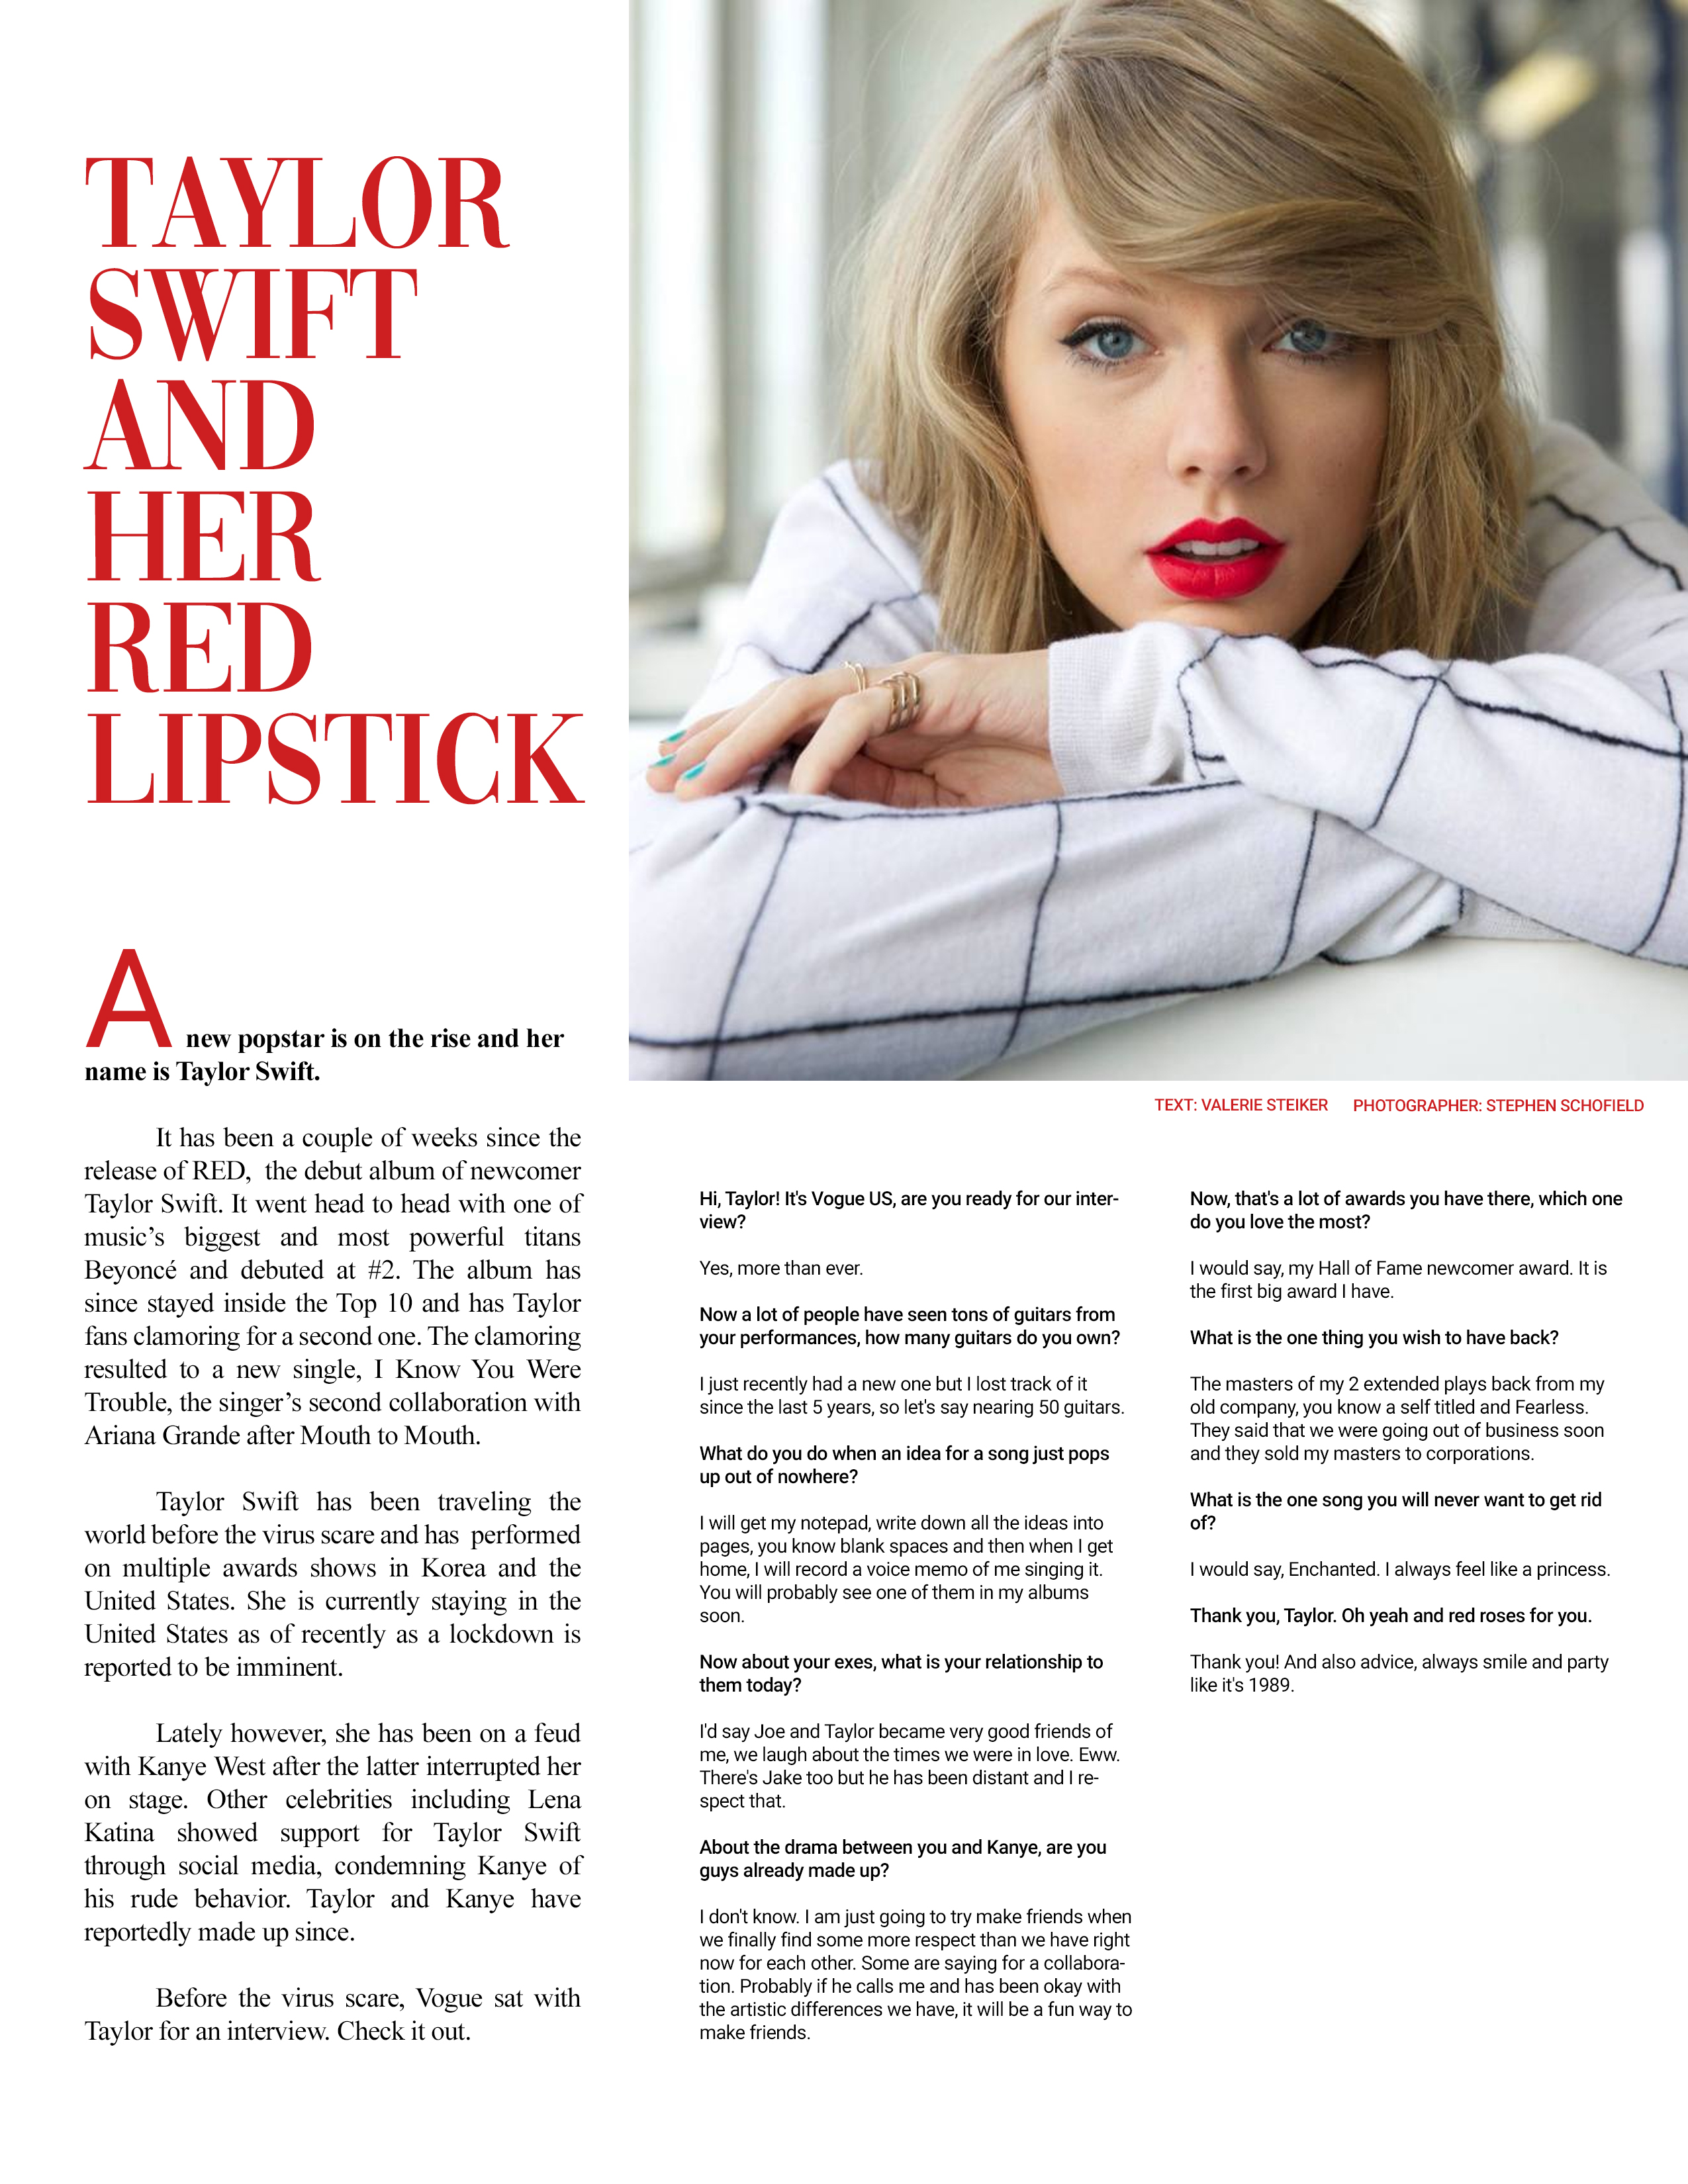 TAYLOR
SWIFT
AND
HER
RED
LIPSTICK
A new popstar is on the rise and her
name is Taylor Swift.
It has been a couple of weeks since the
release of RED, the debut album of newcomer
Taylor Swift. It went head to head with one of
music’s biggest and most powerful titans
Beyoncé and debuted at #2. The album has
since stayed inside the Top 10 and has Taylor
fans clamoring for a second one. The clamoring
resulted to a new single, I Know You Were
Trouble, the singer’s second collaboration with
Ariana Grande after Mouth to Mouth.
Taylor Swift has been traveling the
world before the virus scare and has performed
on multiple awards shows in Korea and the
United States. She is currently staying in the
United States as of recently as a lockdown is
reported to be imminent.
Lately however, she has been on a feud
with Kanye West after the latter interrupted her
on stage. Other celebrities including Lena
Katina showed support for Taylor Swift
through social media, condemning Kanye of
his rude behavior. Taylor and Kanye have
reportedly made up since.
Before the virus scare, Vogue sat with
Taylor for an interview. Check it out.
TEXT: VALERIE STEIKER PHOTOGRAPHER: STEPHEN SCHOFIELD
Hi, Taylor! It's Vogue US, are you ready for our inter-
view?
Yes, more than ever.
Now a lot of people have seen tons of guitars from
your performances, how many guitars do you own?
I just recently had a new one but I lost track of it
since the last 5 years, so let's say nearing 50 guitars.
What do you do when an idea for a song just pops
up out of nowhere?
I will get my notepad, write down all the ideas into
pages, you know blank spaces and then when I get
home, I will record a voice memo of me singing it.
You will probably see one of them in my albums
soon.
Now about your exes, what is your relationship to
them today?
I'd say Joe and Taylor became very good friends of
me, we laugh about the times we were in love. Eww.
There's Jake too but he has been distant and I re-
spect that.
About the drama between you and Kanye, are you
guys already made up?
I don't know. I am just going to try make friends when
we finally find some more respect than we have right
now for each other. Some are saying for a collabora-
tion. Probably if he calls me and has been okay with
the artistic differences we have, it will be a fun way to
make friends.
Now, that's a lot of awards you have there, which one
do you love the most?
I would say, my Hall of Fame newcomer award. It is
the first big award I have.
What is the one thing you wish to have back?
The masters of my 2 extended plays back from my
old company, you know a self titled and Fearless.
They said that we were going out of business soon
and they sold my masters to corporations.
What is the one song you will never want to get rid
of?
I would say, Enchanted. I always feel like a princess.
Thank you, Taylor. Oh yeah and red roses for you.
Thank you! And also advice, always smile and party
like it's 1989.